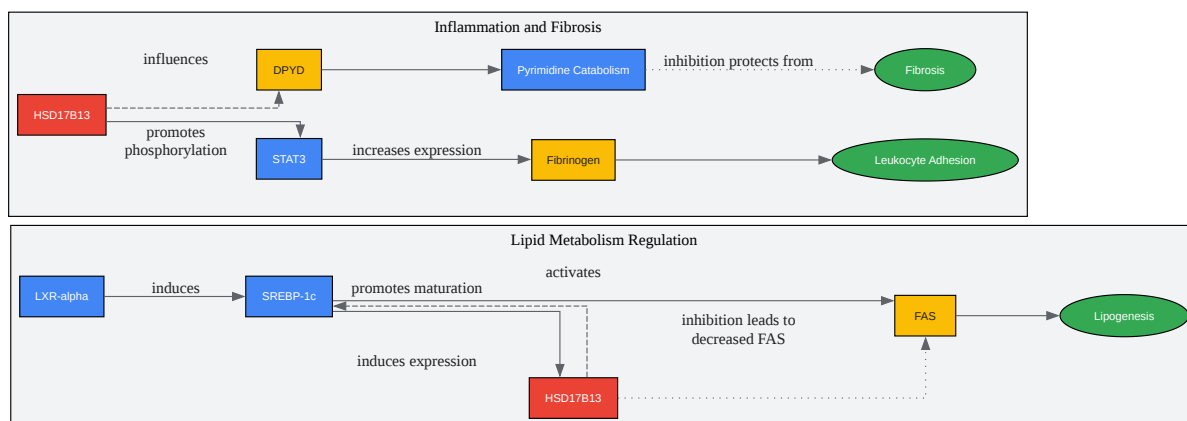 Inflammation and Fibrosis
influences
DPYD
Pyrimidine Catabolism
inhibition protects from
Fibrosis
HSD17B13
promotes
phosphorylation
STAT3
increases expression
Fibrinogen
Leukocyte Adhesion
Lipid Metabolism Regulation
activates
LXR-alpha
induces
SREBP-1c
promotes maturation
inhibition leads to
decreased FAS
FAS
Lipogenesis
induces expression
HSD17B13